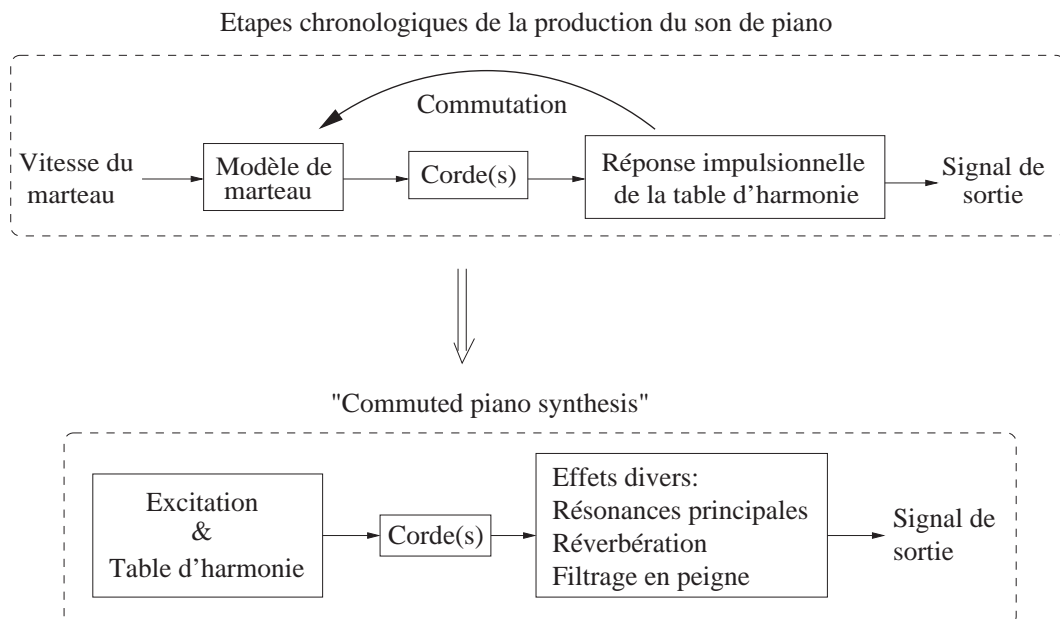 Etapes chronologiques de la production du son de piano
Commutation
Vitesse du
marteau
Modèle de
marteau
Corde(s)
Réponse impulsionnelle
de la table d'harmonie
Signal de
sortie
"Commuted piano synthesis"
Excitation
&
Table d'harmonie
Corde(s)
Effets divers:
Résonances principales
Réverbération
Filtrage en peigne
Signal de
sortie